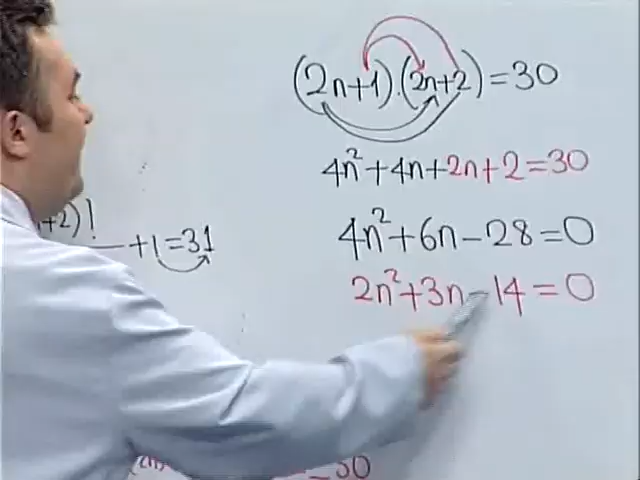 (2n+1).(2n+2)=30
4n²+4n+2n+2=30
4n²+6n-28=0
2n²+3n-14=0
+2)!
+1=31
=30